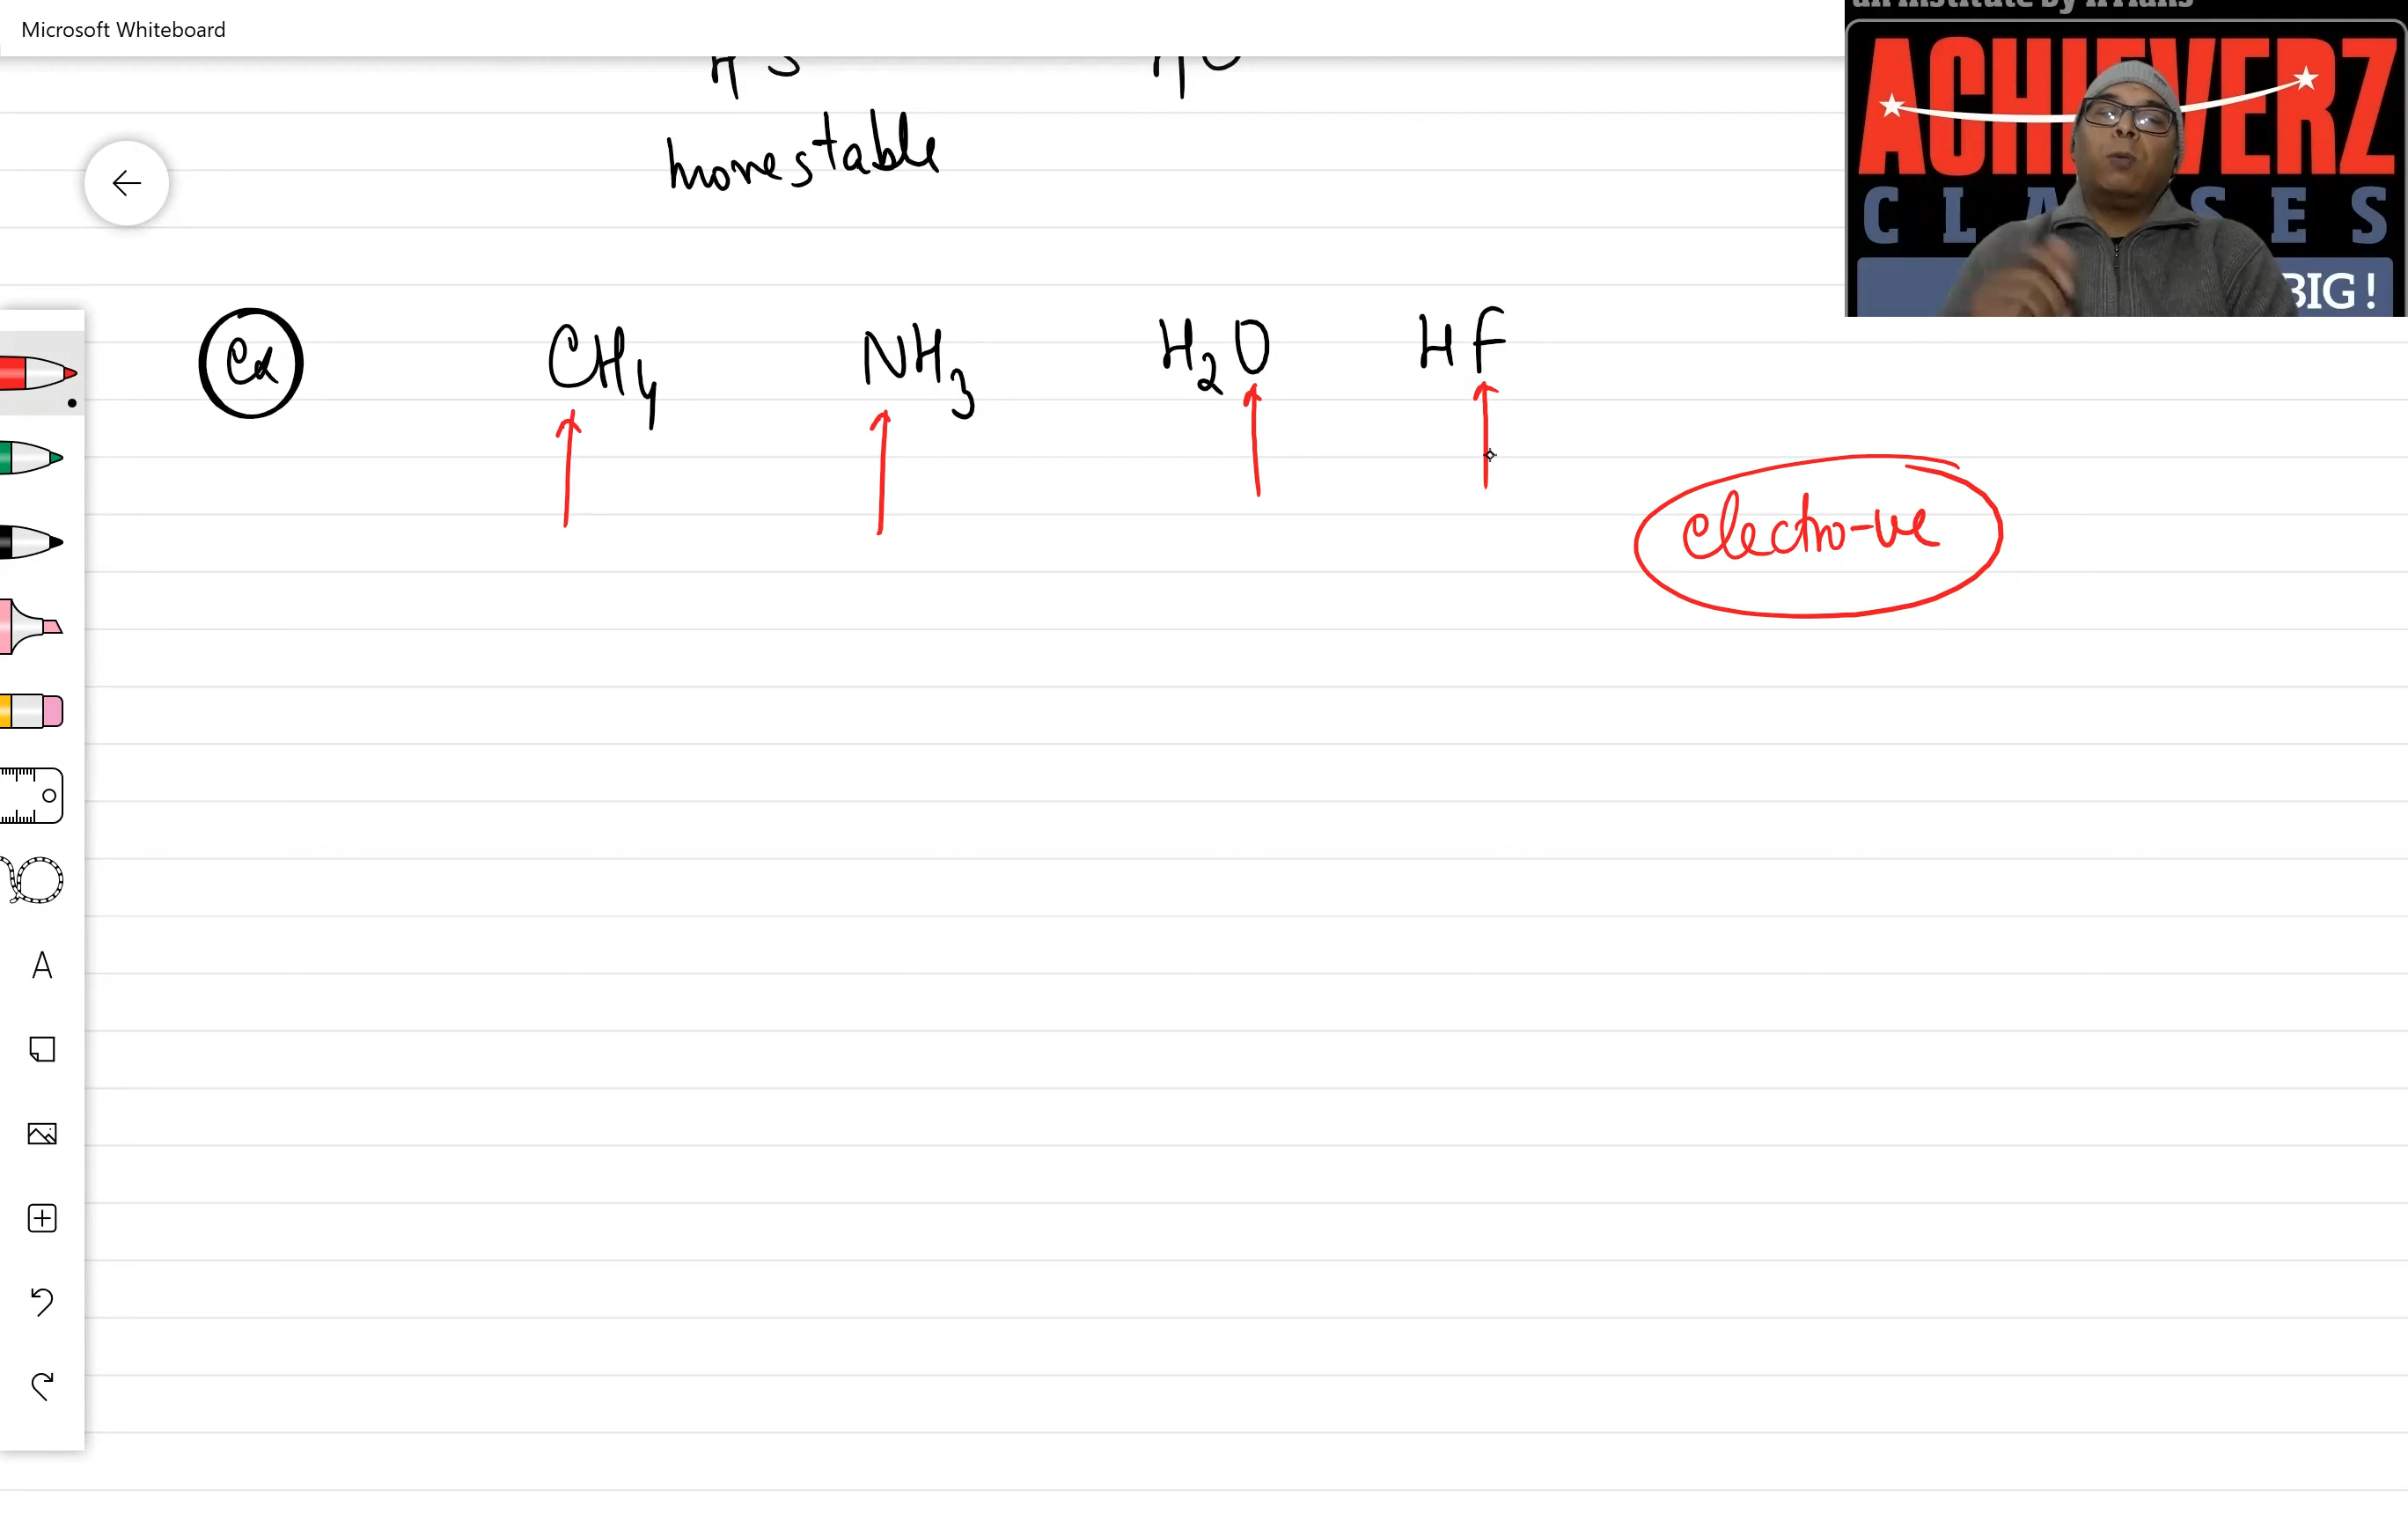 Microsoft Whiteboard
more stable
Ex CH4 NH3 H2O HF
electro-ve
ACHIEVERZ
CLASSES
BIG!
A